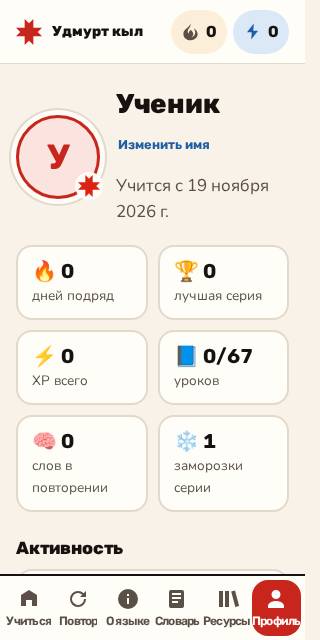 Удмурт кыл
0
0
Ученик
У
Изменить имя
Учится с 19 ноября
2026 г.
0
дней подряд
0
лучшая серия
0
XP всего
0/67
уроков
0
слов в
повторении
1
заморозки
серии
Активность
Учиться
Повтор
О языке
Словарь
Ресурсы
Профиль